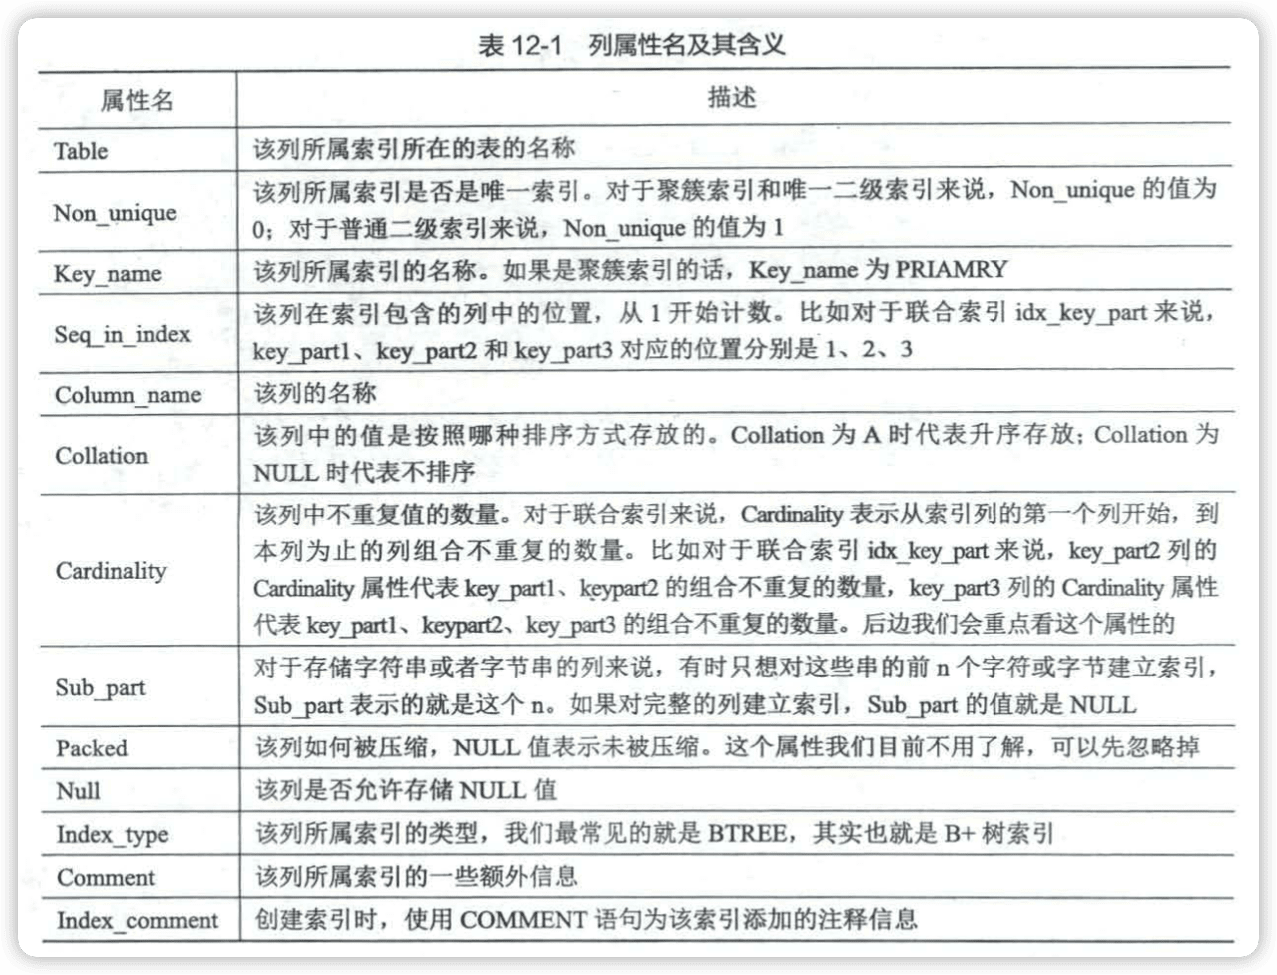 表 12-1 列属性名及其含义
属性名 描述
Table 该列所属索引所在的表的名称
Non_unique 该列所属索引是否是唯一索引。对于聚簇索引和唯一二级索引来说，Non_unique 的值为
0；对于普通二级索引来说，Non_unique 的值为 1
Key_name 该列所属索引的名称。如果是聚簇索引的话，Key_name 为 PRIAMRY
Seq_in_index 该列在索引包含的列中的位置，从 1 开始计数。比如对于联合索引 idx_key_part 来说，
key_part1、key_part2 和 key_part3 对应的位置分别是 1、2、3
Column_name 该列的名称
Collation 该列中的值是按照哪种排序方式存放的。Collation 为 A 时代表升序存放；Collation 为
NULL 时代表不排序
Cardinality 该列中不重复值的数量。对于联合索引来说，Cardinality 表示从索引列的第一个列开始，到
本列为止的列组合不重复的数量。比如对于联合索引 idx_key_part 来说，key_part2 列的
Cardinality 属性代表 key_part1、keypart2 的组合不重复的数量，key_part3 列的 Cardinality 属性
代表 key_part1、keypart2、key_part3 的组合不重复的数量。后边我们会重点看这个属性的
Sub_part 对于存储字符串或者字节串的列来说，有时只想对这些串的前 n 个字符或字节建立索引，
Sub_part 表示的就是这个 n。如果对完整的列建立索引，Sub_part 的值就是 NULL
Packed 该列如何被压缩，NULL 值表示未被压缩。这个属性我们目前不用了解，可以先忽略掉
Null 该列是否允许存储 NULL 值
Index_type 该列所属索引的类型，我们最常见的就是 BTREE，其实也就是 B+ 树索引
Comment 该列所属索引的一些额外信息
Index_comment 创建索引时，使用 COMMENT 语句为该索引添加的注释信息